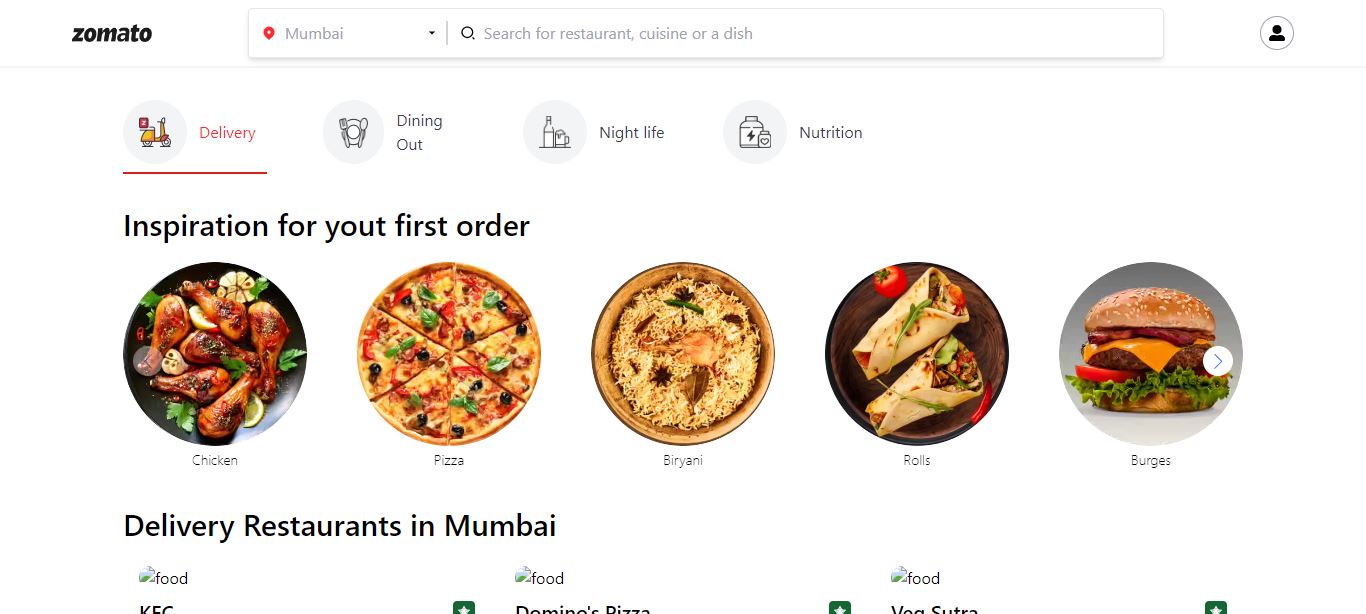 zomato
Mumbai
Search for restaurant, cuisine or a dish
Delivery
Dining
Out
Night life
Nutrition
Inspiration for yout first order
Chicken
Pizza
Biryani
Rolls
Burges
Delivery Restaurants in Mumbai
food
food
food
KFC
Domino's Pizza
Veg Sutra